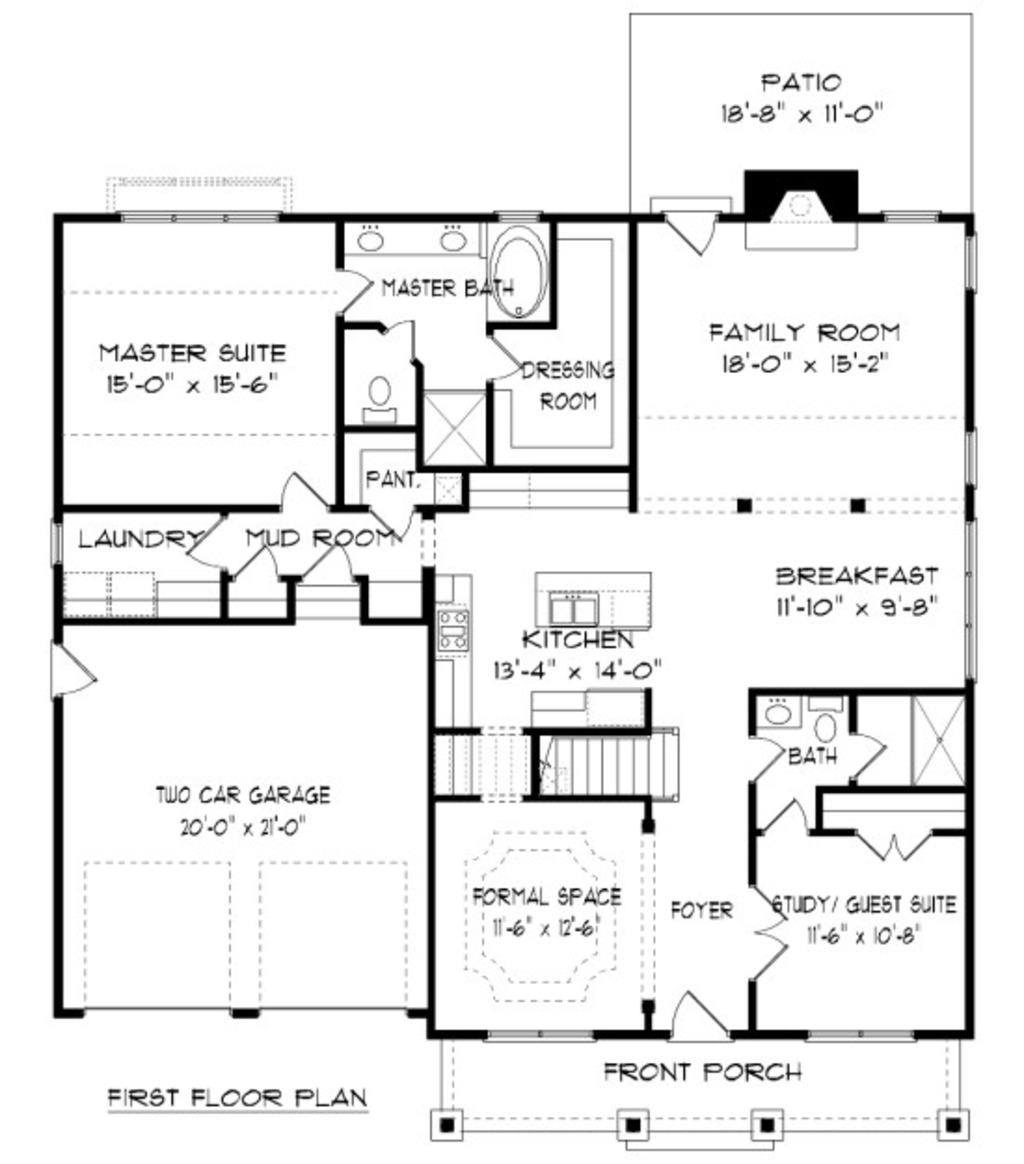 PATIO
18'-8" x 11'-0"
MASTER BATH
FAMILY ROOM
18'-0" x 15'-2"
MASTER SUITE
15'-0" x 15'-6"
DRESSING
ROOM
PANT.
LAUNDRY
MUD ROOM
BREAKFAST
11'-10" x 9'-8"
KITCHEN
13'-4" x 14'-0"
BATH
TWO CAR GARAGE
20'-0" x 21'-0"
FORMAL SPACE
11'-6" x 12'-6"
FOYER
STUDY/ GUEST SUITE
11'-6" x 10'-8"
FRONT PORCH
FIRST FLOOR PLAN